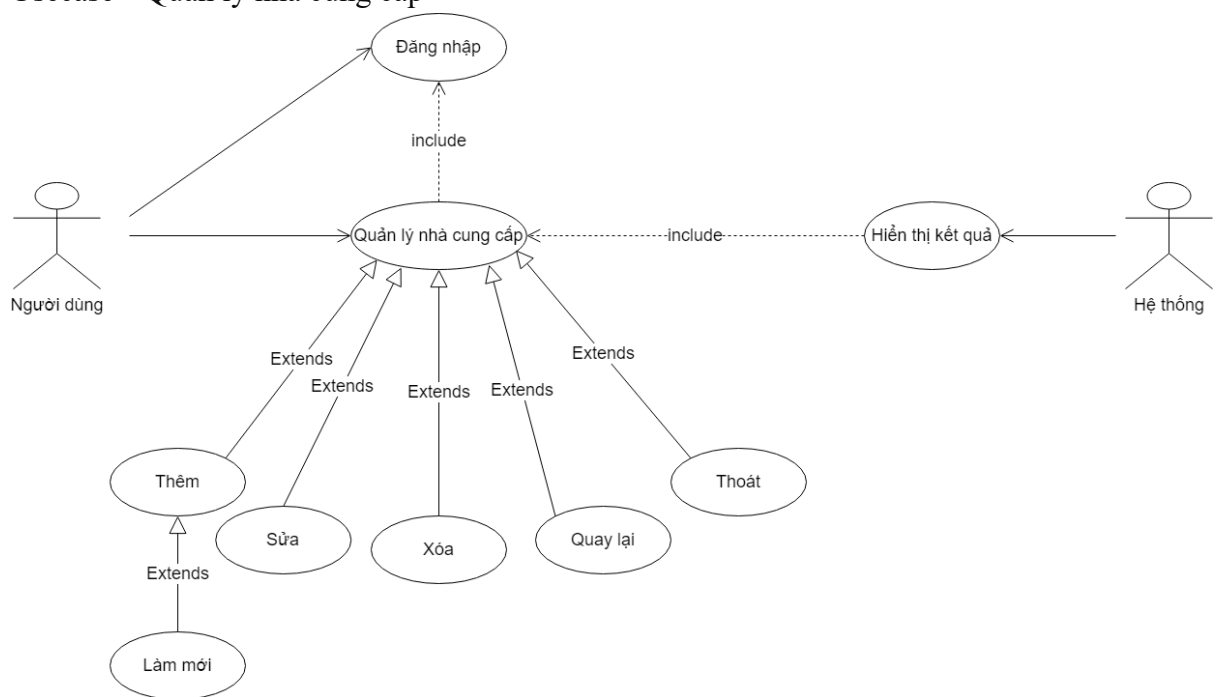 Đăng nhập
include
Quản lý nhà cung cấp
include
Hiển thị kết quả
Người dùng
Hệ thống
Extends
Extends
Extends
Extends
Extends
Thêm
Thoát
Sửa
Xóa
Quay lại
Extends
Làm mới